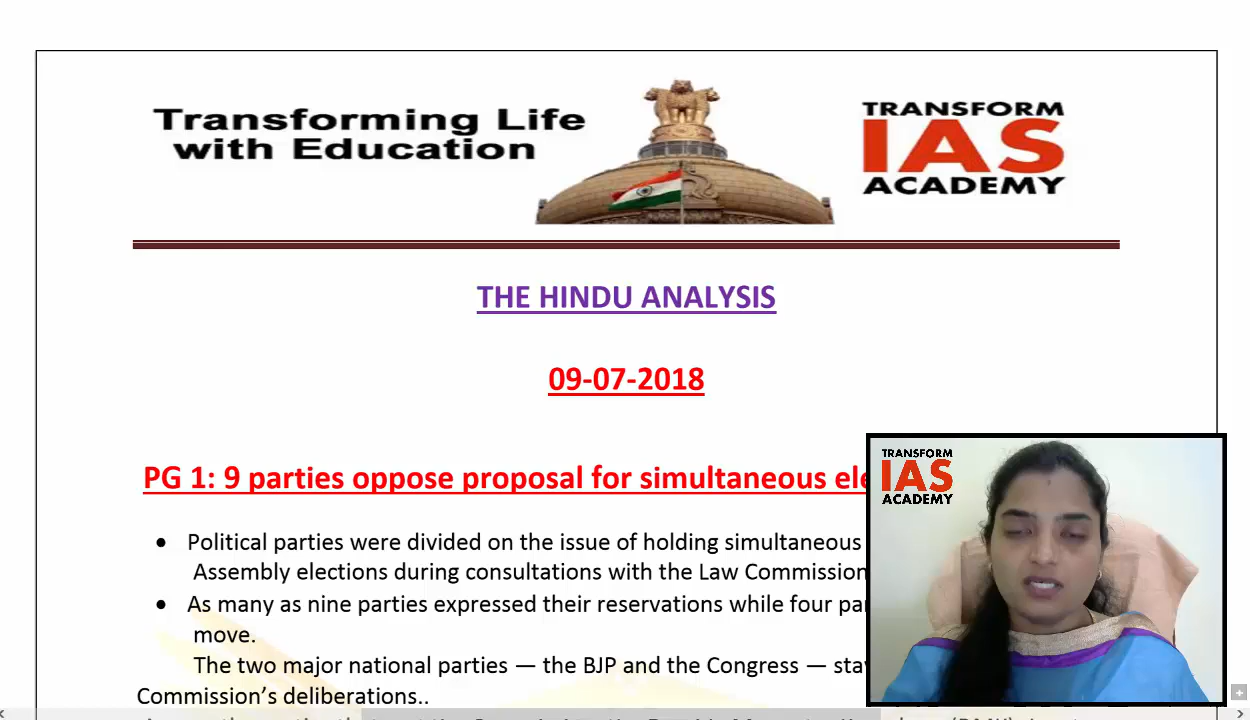 Transforming Life
with Education
TRANSFORM
IAS
ACADEMY
THE HINDU ANALYSIS
09-07-2018
PG 1: 9 parties oppose proposal for simultaneous
• Political parties were divided on the issue of holding simultaneous
Assembly elections during consultations with the Law Commission
• As many as nine parties expressed their reservations while four
move.
The two major national parties — the BJP and the Congress —
Commission’s deliberations..
TRANSFORM
IAS
ACADEMY